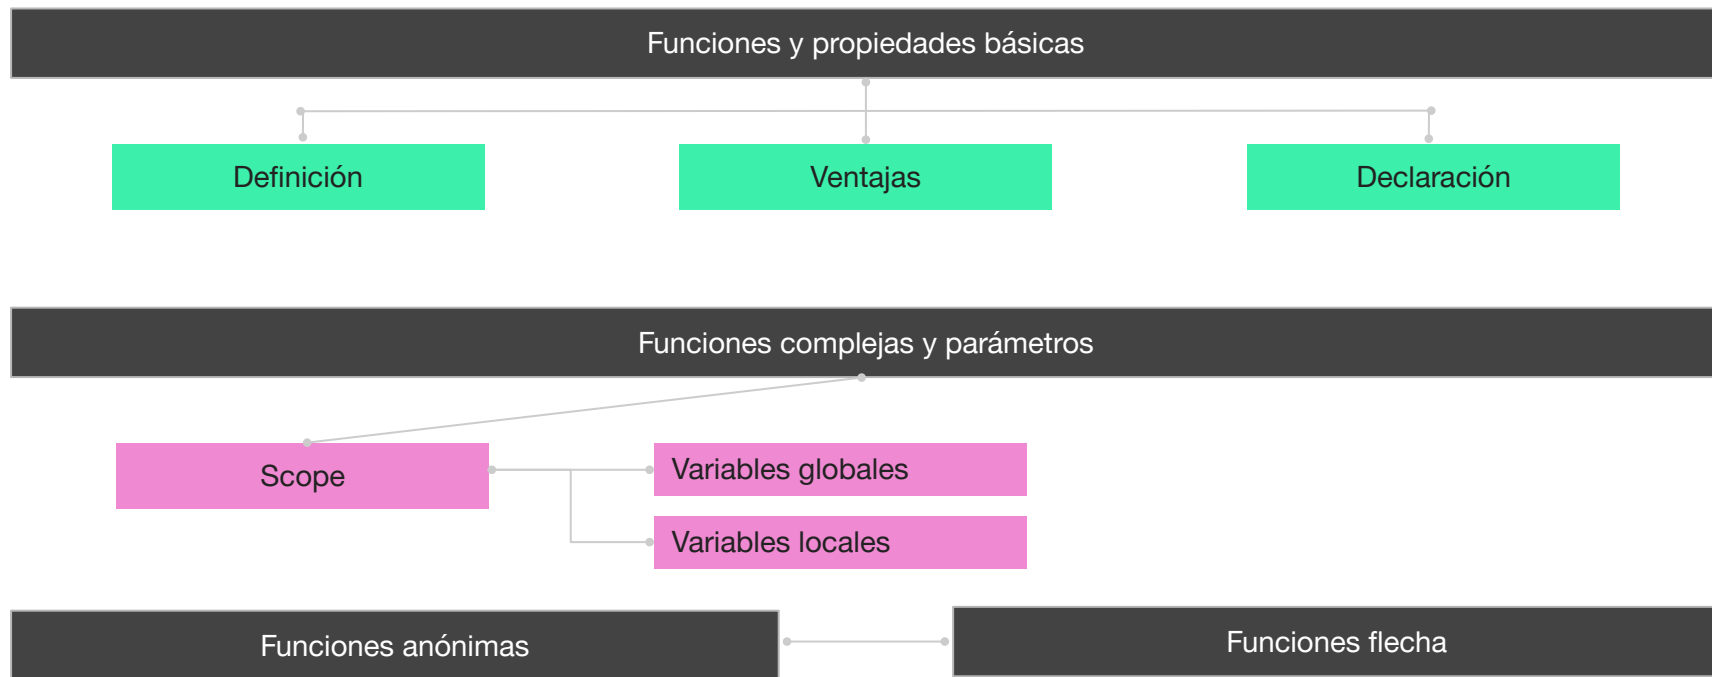 Funciones y propiedades básicas
Definición
Ventajas
Declaración
Funciones complejas y parámetros
Scope
Variables globales
Variables locales
Funciones anónimas
Funciones flecha